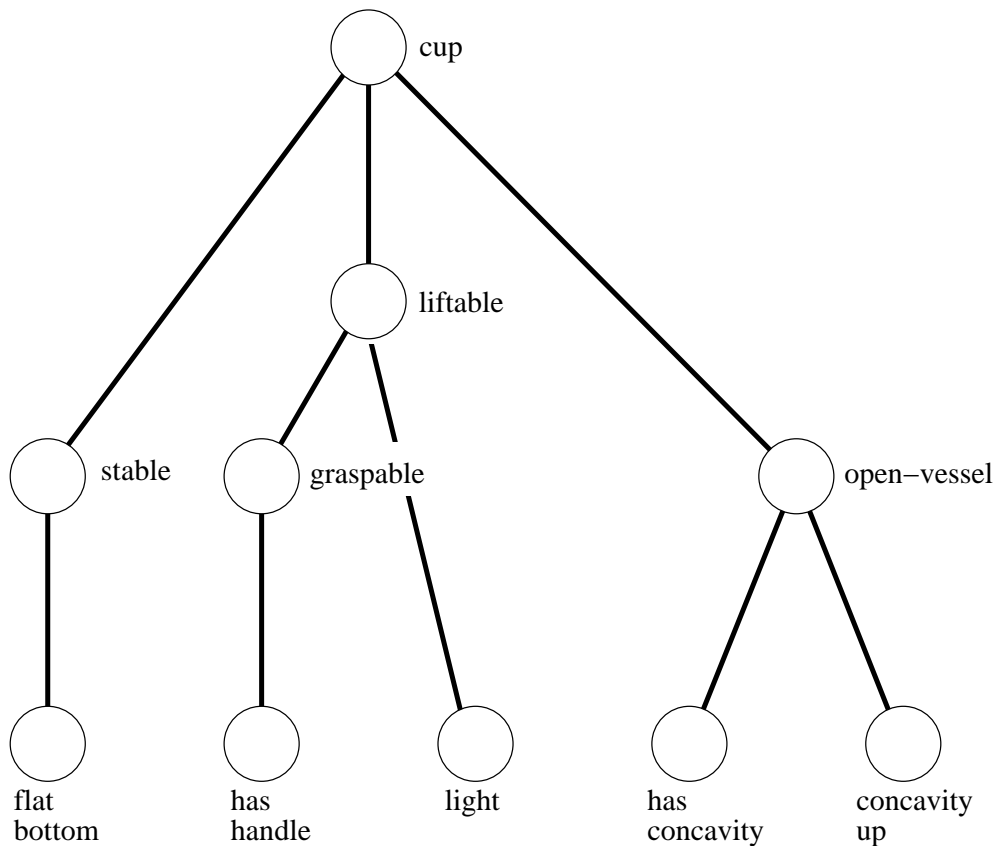 cup
liftable
stable
graspable
open−vessel
flat
bottom
has
handle
light
has
concavity
concavity
up